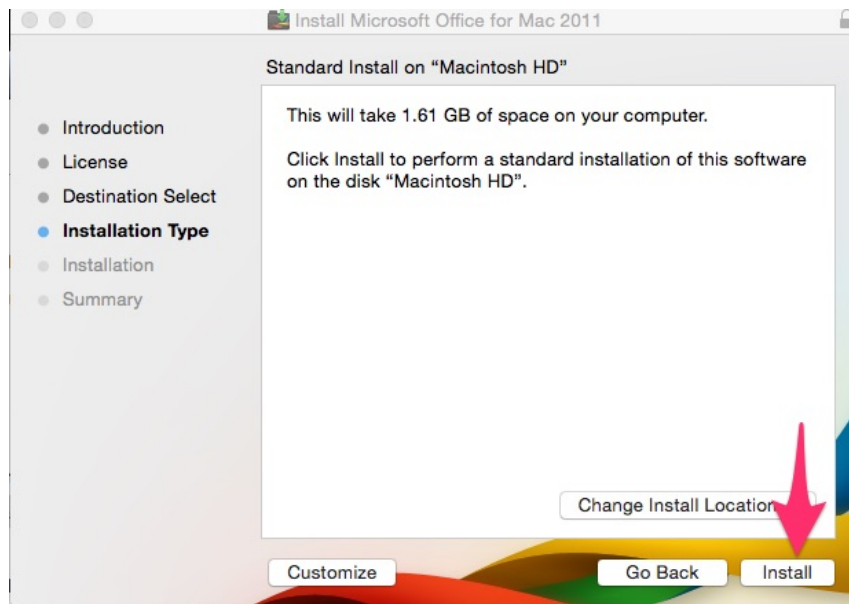 Install Microsoft Office for Mac 2011
Standard Install on “Macintosh HD”
Introduction
License
Destination Select
Installation Type
Installation
Summary
This will take 1.61 GB of space on your computer.
Click Install to perform a standard installation of this software
on the disk “Macintosh HD”.
Change Install Location
Customize
Go Back
Install